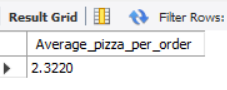 Result Grid Filter Rows:
Average_pizza_per_order
2.3220